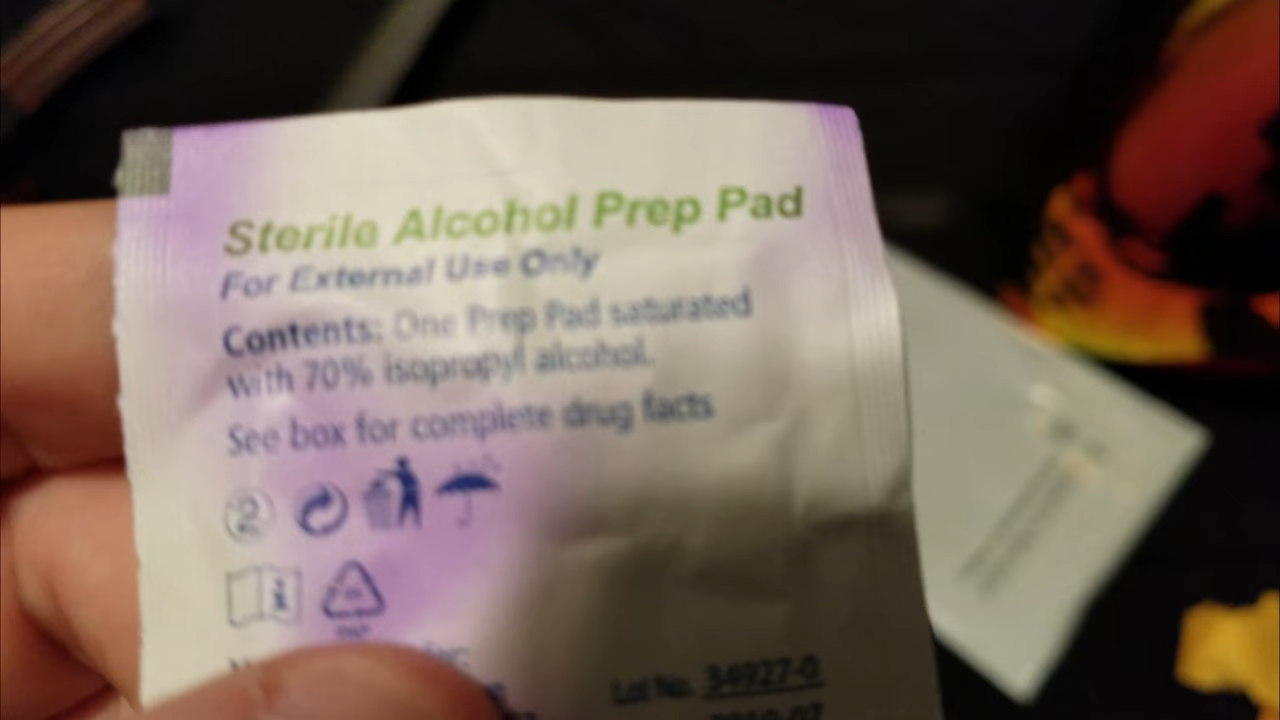 Sterile Alcohol Prep Pad
For External Use Only
Contents: One Prep Pad saturated
with 70% isopropyl alcohol.
See box for complete drug facts
2
i
Lot No. 34927-0